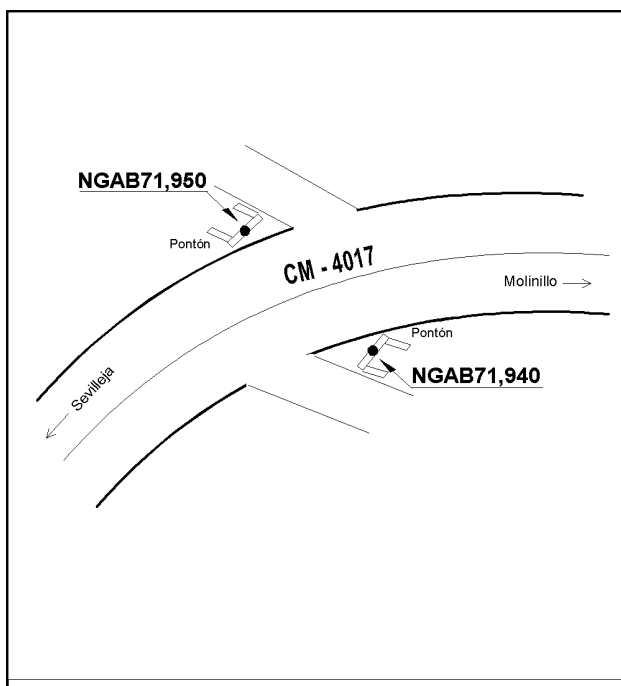 NGAB71,950
Pontón
CM - 4017
Molinillo
Pontón
NGAB71,940
Sevilleja